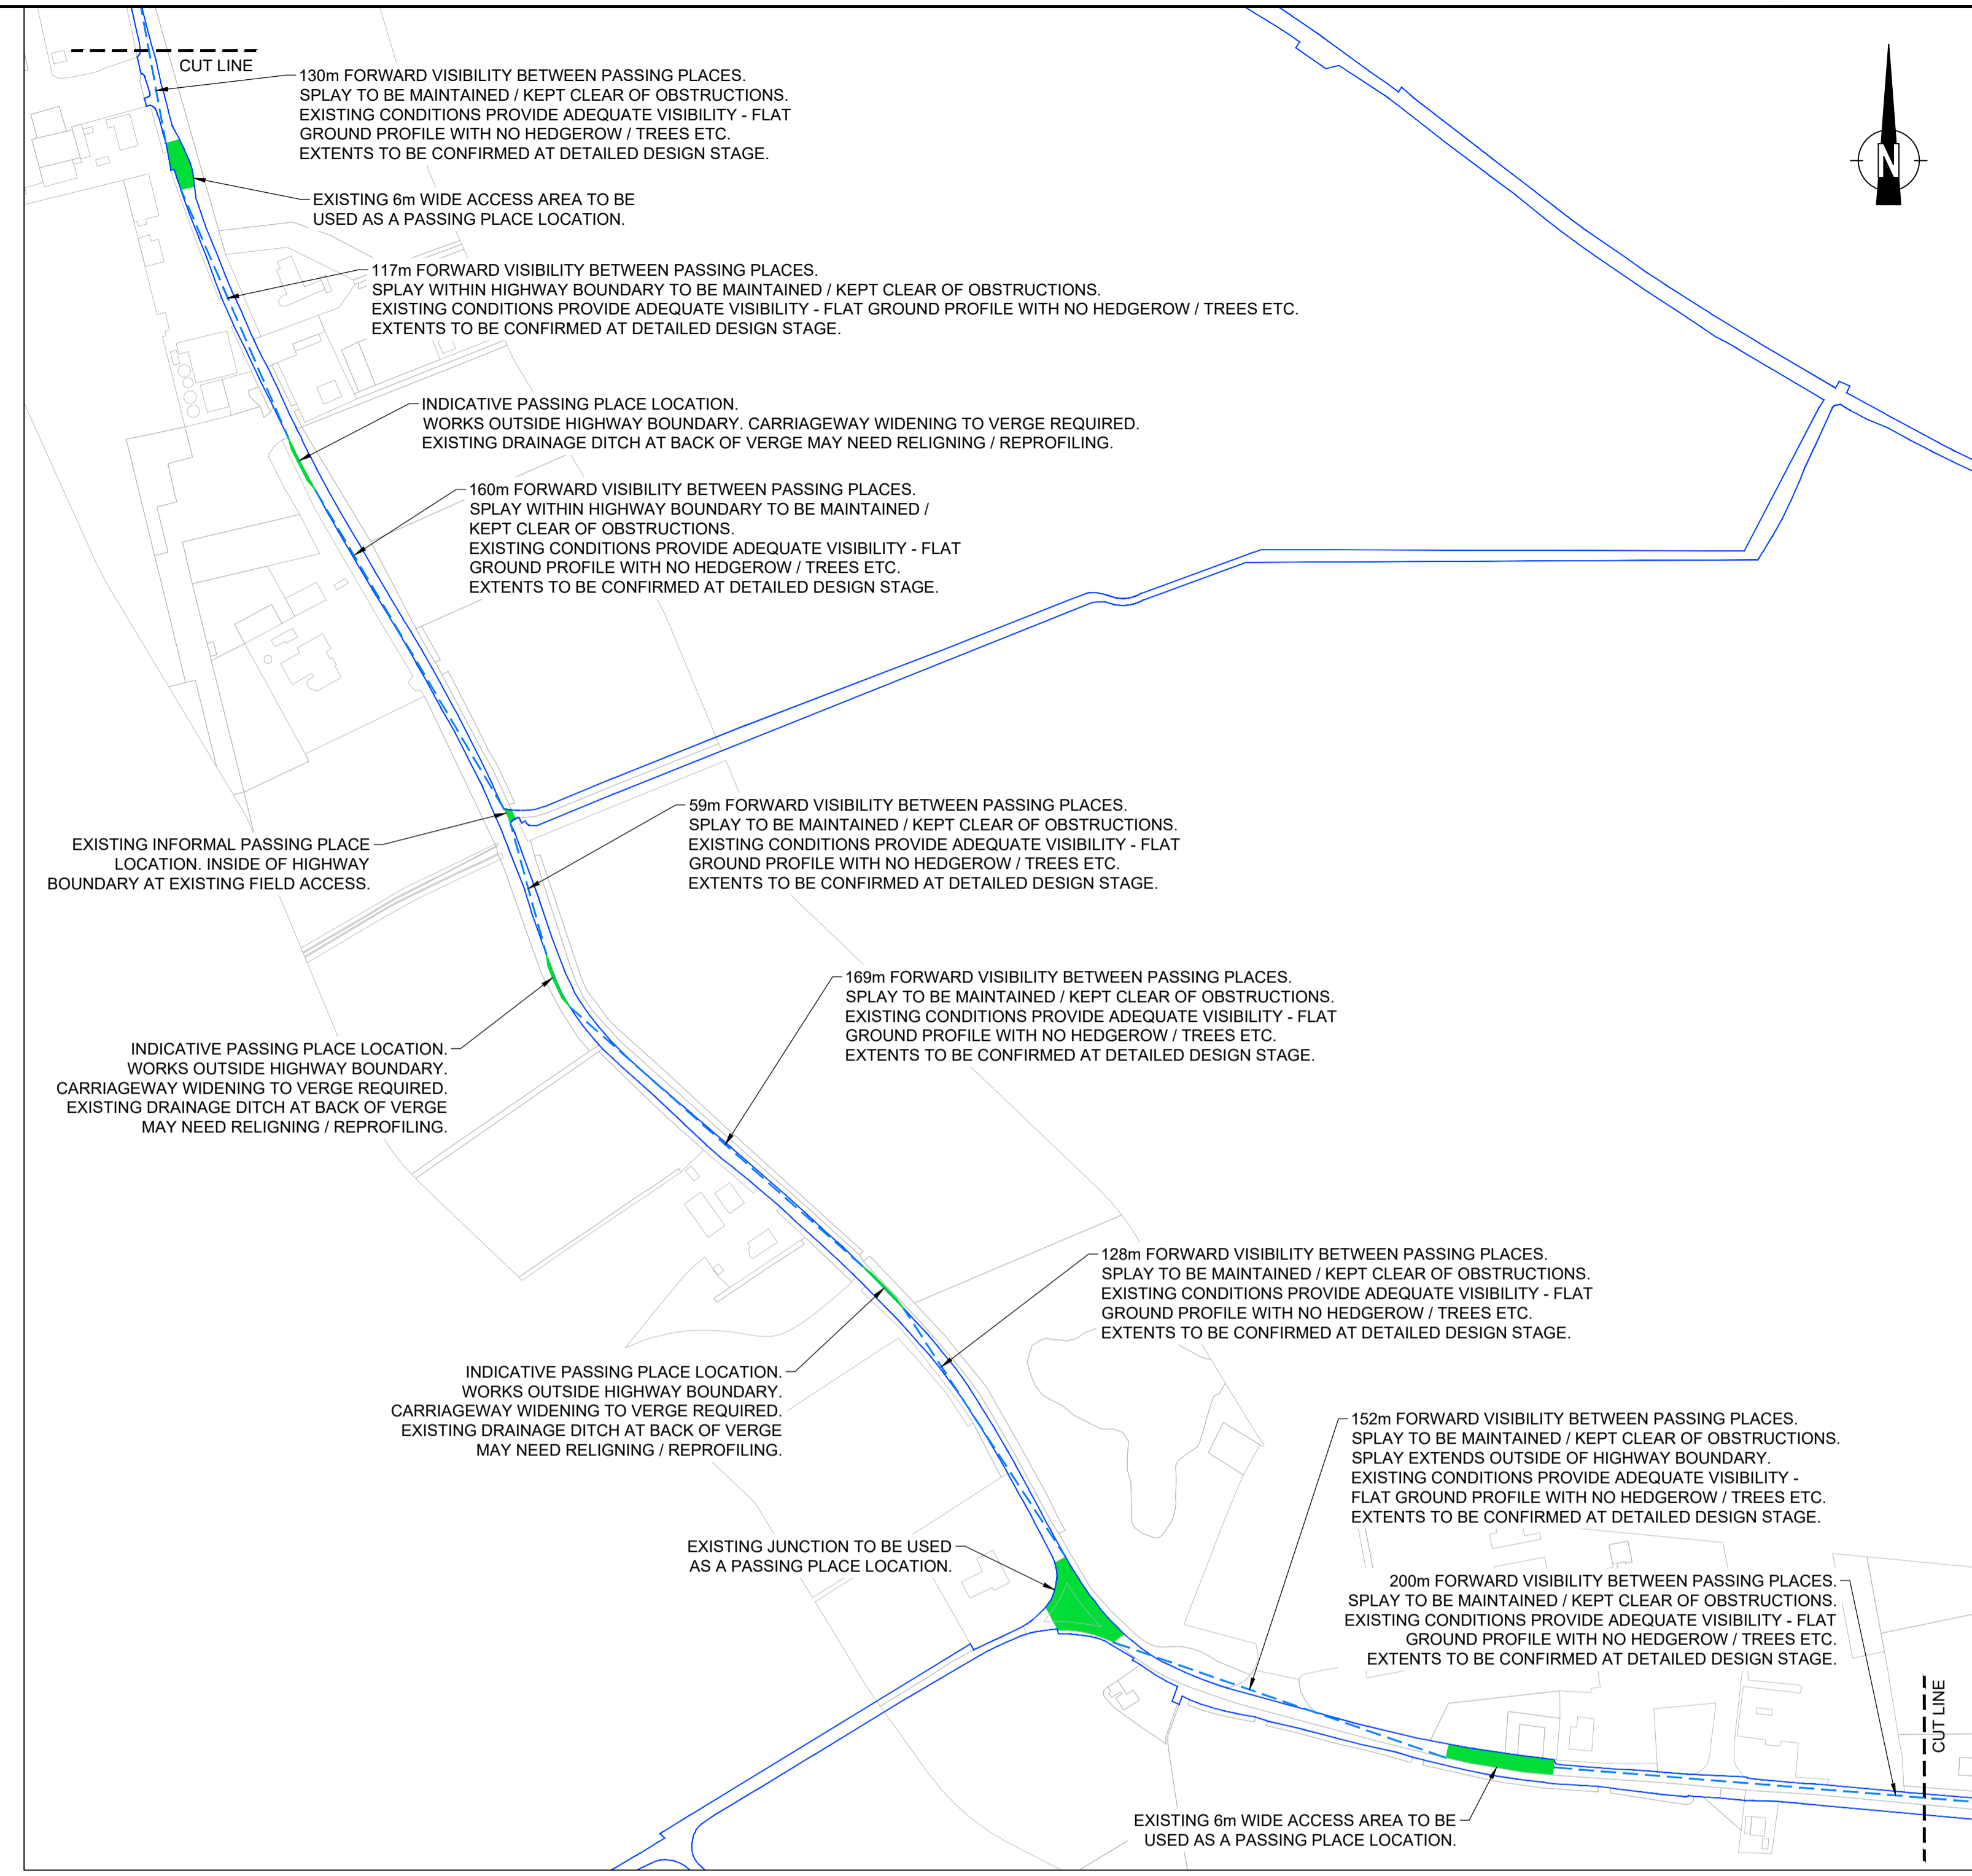 CUT LINE
130m FORWARD VISIBILITY BETWEEN PASSING PLACES.
SPLAY TO BE MAINTAINED / KEPT CLEAR OF OBSTRUCTIONS.
EXISTING CONDITIONS PROVIDE ADEQUATE VISIBILITY - FLAT
GROUND PROFILE WITH NO HEDGEROW / TREES ETC.
EXTENTS TO BE CONFIRMED AT DETAILED DESIGN STAGE.
N
EXISTING 6m WIDE ACCESS AREA TO BE
USED AS A PASSING PLACE LOCATION.
117m FORWARD VISIBILITY BETWEEN PASSING PLACES.
SPLAY WITHIN HIGHWAY BOUNDARY TO BE MAINTAINED / KEPT CLEAR OF OBSTRUCTIONS.
EXISTING CONDITIONS PROVIDE ADEQUATE VISIBILITY - FLAT GROUND PROFILE WITH NO HEDGEROW / TREES ETC.
EXTENTS TO BE CONFIRMED AT DETAILED DESIGN STAGE.
INDICATIVE PASSING PLACE LOCATION.
WORKS OUTSIDE HIGHWAY BOUNDARY. CARRIAGEWAY WIDENING TO VERGE REQUIRED.
EXISTING DRAINAGE DITCH AT BACK OF VERGE MAY NEED RELIGNING / REPROFILING.
160m FORWARD VISIBILITY BETWEEN PASSING PLACES.
SPLAY WITHIN HIGHWAY BOUNDARY TO BE MAINTAINED /
KEPT CLEAR OF OBSTRUCTIONS.
EXISTING CONDITIONS PROVIDE ADEQUATE VISIBILITY - FLAT
GROUND PROFILE WITH NO HEDGEROW / TREES ETC.
EXTENTS TO BE CONFIRMED AT DETAILED DESIGN STAGE.
59m FORWARD VISIBILITY BETWEEN PASSING PLACES.
SPLAY TO BE MAINTAINED / KEPT CLEAR OF OBSTRUCTIONS.
EXISTING CONDITIONS PROVIDE ADEQUATE VISIBILITY - FLAT
GROUND PROFILE WITH NO HEDGEROW / TREES ETC.
EXTENTS TO BE CONFIRMED AT DETAILED DESIGN STAGE.
EXISTING INFORMAL PASSING PLACE
LOCATION. INSIDE OF HIGHWAY
BOUNDARY AT EXISTING FIELD ACCESS.
169m FORWARD VISIBILITY BETWEEN PASSING PLACES.
SPLAY TO BE MAINTAINED / KEPT CLEAR OF OBSTRUCTIONS.
EXISTING CONDITIONS PROVIDE ADEQUATE VISIBILITY - FLAT
GROUND PROFILE WITH NO HEDGEROW / TREES ETC.
EXTENTS TO BE CONFIRMED AT DETAILED DESIGN STAGE.
INDICATIVE PASSING PLACE LOCATION.
WORKS OUTSIDE HIGHWAY BOUNDARY.
CARRIAGEWAY WIDENING TO VERGE REQUIRED.
EXISTING DRAINAGE DITCH AT BACK OF VERGE
MAY NEED RELIGNING / REPROFILING.
128m FORWARD VISIBILITY BETWEEN PASSING PLACES.
SPLAY TO BE MAINTAINED / KEPT CLEAR OF OBSTRUCTIONS.
EXISTING CONDITIONS PROVIDE ADEQUATE VISIBILITY - FLAT
GROUND PROFILE WITH NO HEDGEROW / TREES ETC.
EXTENTS TO BE CONFIRMED AT DETAILED DESIGN STAGE.
INDICATIVE PASSING PLACE LOCATION.
WORKS OUTSIDE HIGHWAY BOUNDARY.
CARRIAGEWAY WIDENING TO VERGE REQUIRED.
EXISTING DRAINAGE DITCH AT BACK OF VERGE
MAY NEED RELIGNING / REPROFILING.
152m FORWARD VISIBILITY BETWEEN PASSING PLACES.
SPLAY TO BE MAINTAINED / KEPT CLEAR OF OBSTRUCTIONS.
SPLAY EXTENDS OUTSIDE OF HIGHWAY BOUNDARY.
EXISTING CONDITIONS PROVIDE ADEQUATE VISIBILITY -
FLAT GROUND PROFILE WITH NO HEDGEROW / TREES ETC.
EXTENTS TO BE CONFIRMED AT DETAILED DESIGN STAGE.
EXISTING JUNCTION TO BE USED
AS A PASSING PLACE LOCATION.
200m FORWARD VISIBILITY BETWEEN PASSING PLACES.
SPLAY TO BE MAINTAINED / KEPT CLEAR OF OBSTRUCTIONS.
EXISTING CONDITIONS PROVIDE ADEQUATE VISIBILITY - FLAT
GROUND PROFILE WITH NO HEDGEROW / TREES ETC.
EXTENTS TO BE CONFIRMED AT DETAILED DESIGN STAGE.
CUT LINE
EXISTING 6m WIDE ACCESS AREA TO BE
USED AS A PASSING PLACE LOCATION.